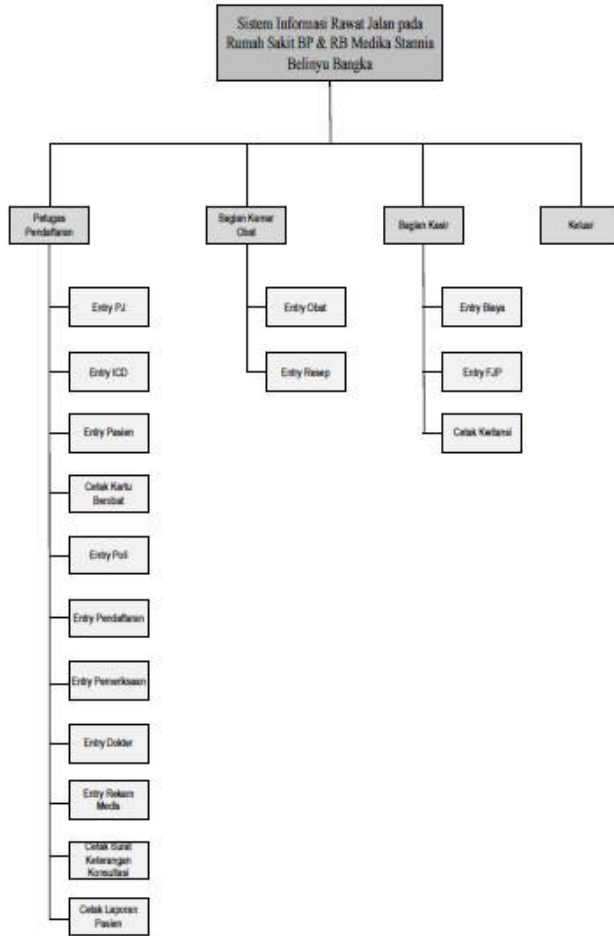 Sistem Informasi Rawat Jalan pada
Rumah Sakit BP & RB Medika Stannia
Belinyu Bangka
Petugas
Pendaftaran
Bagian Kamar
Obat
Bagian Kasir
Keluar
Entry PJ
Entry ICD
Entry Pasien
Cetak Kartu
Berobat
Entry Poli
Entry Pendaftaran
Entry Pemeriksaan
Entry Dokter
Entry Rekam
Medis
Cetak Surat
Keterangan
Konsultasi
Cetak Laporan
Pasien
Entry Obat
Entry Resep
Entry Biaya
Entry FJP
Cetak Kwitansi